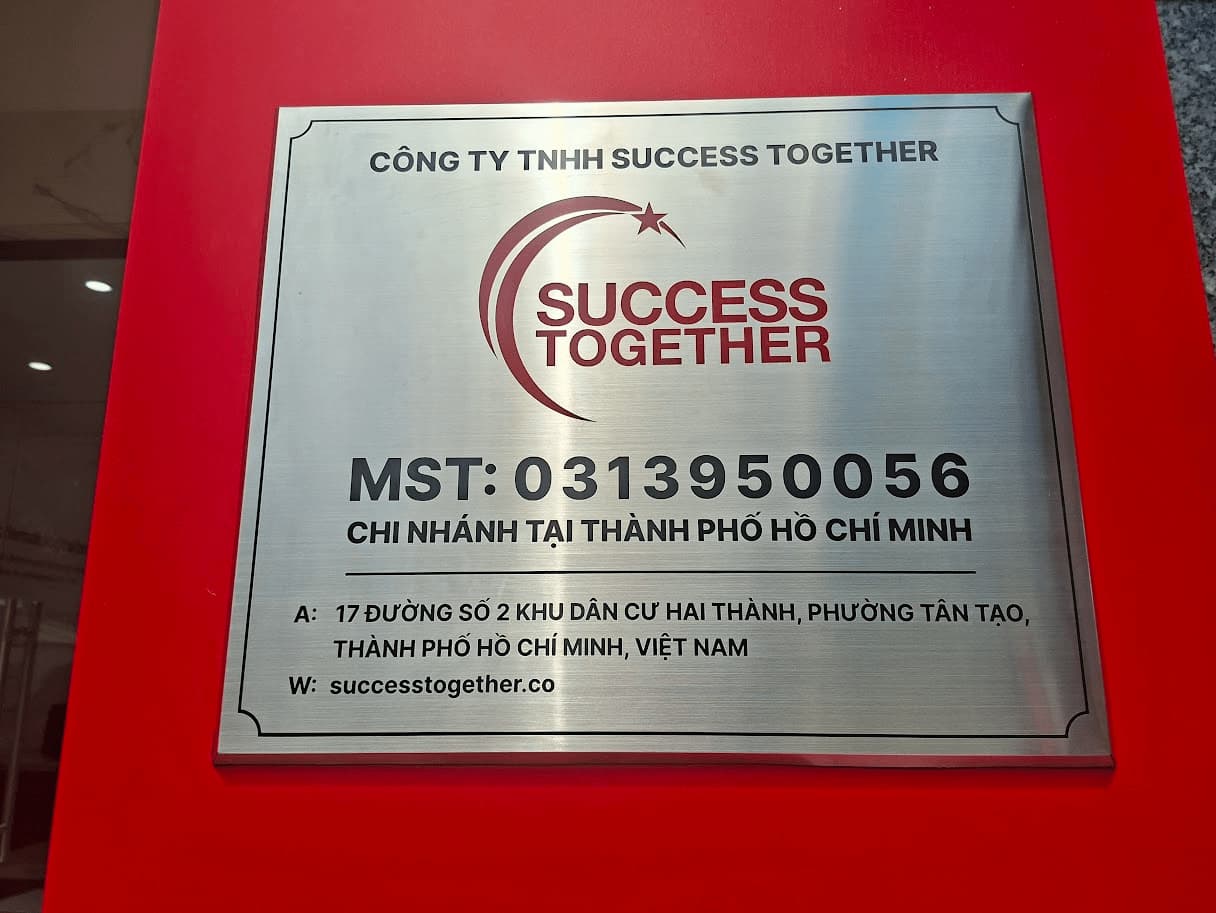 CÔNG TY TNHH SUCCESS TOGETHER
SUCCESS
TOGETHER
MST: 0313950056
CHI NHÁNH TẠI THÀNH PHỐ HỒ CHÍ MINH
A: 17 ĐƯỜNG SỐ 2 KHU DÂN CƯ HAI THÀNH, PHƯỜNG TÂN TẠO,
THÀNH PHỐ HỒ CHÍ MINH, VIỆT NAM
W: successtogether.co